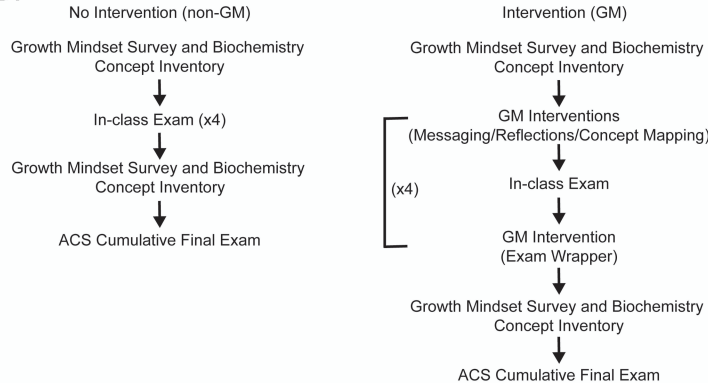 No Intervention (non-GM)
Growth Mindset Survey and Biochemistry
Concept Inventory
In-class Exam (x4)
Growth Mindset Survey and Biochemistry
Concept Inventory
ACS Cumulative Final Exam
Intervention (GM)
Growth Mindset Survey and Biochemistry
Concept Inventory
GM Interventions
(Messaging/Reflections/Concept Mapping)
(x4)
In-class Exam
GM Intervention
(Exam Wrapper)
Growth Mindset Survey and Biochemistry
Concept Inventory
ACS Cumulative Final Exam